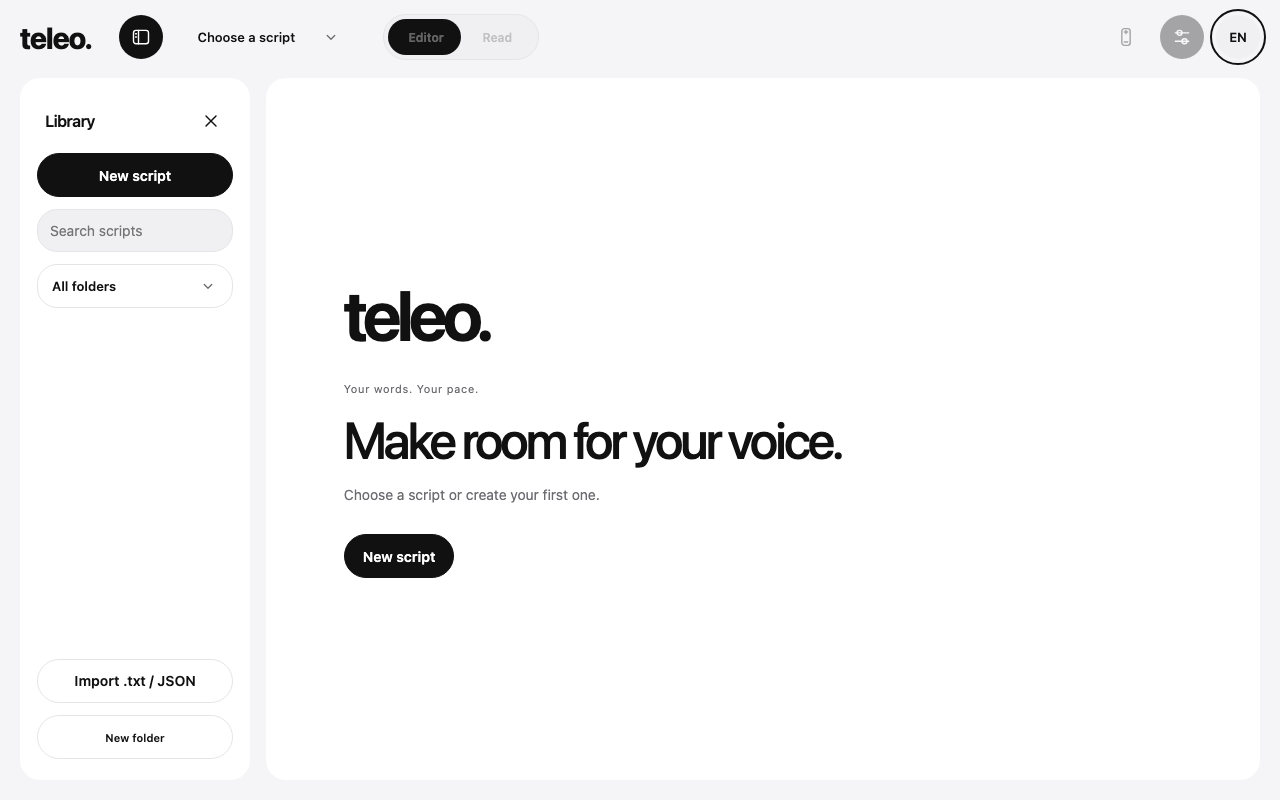 teleo.
Choose a script
Editor
Read
EN
Library
New script
Search scripts
All folders
Import .txt / JSON
New folder
teleo.
Your words. Your pace.
Make room for your voice.
Choose a script or create your first one.
New script